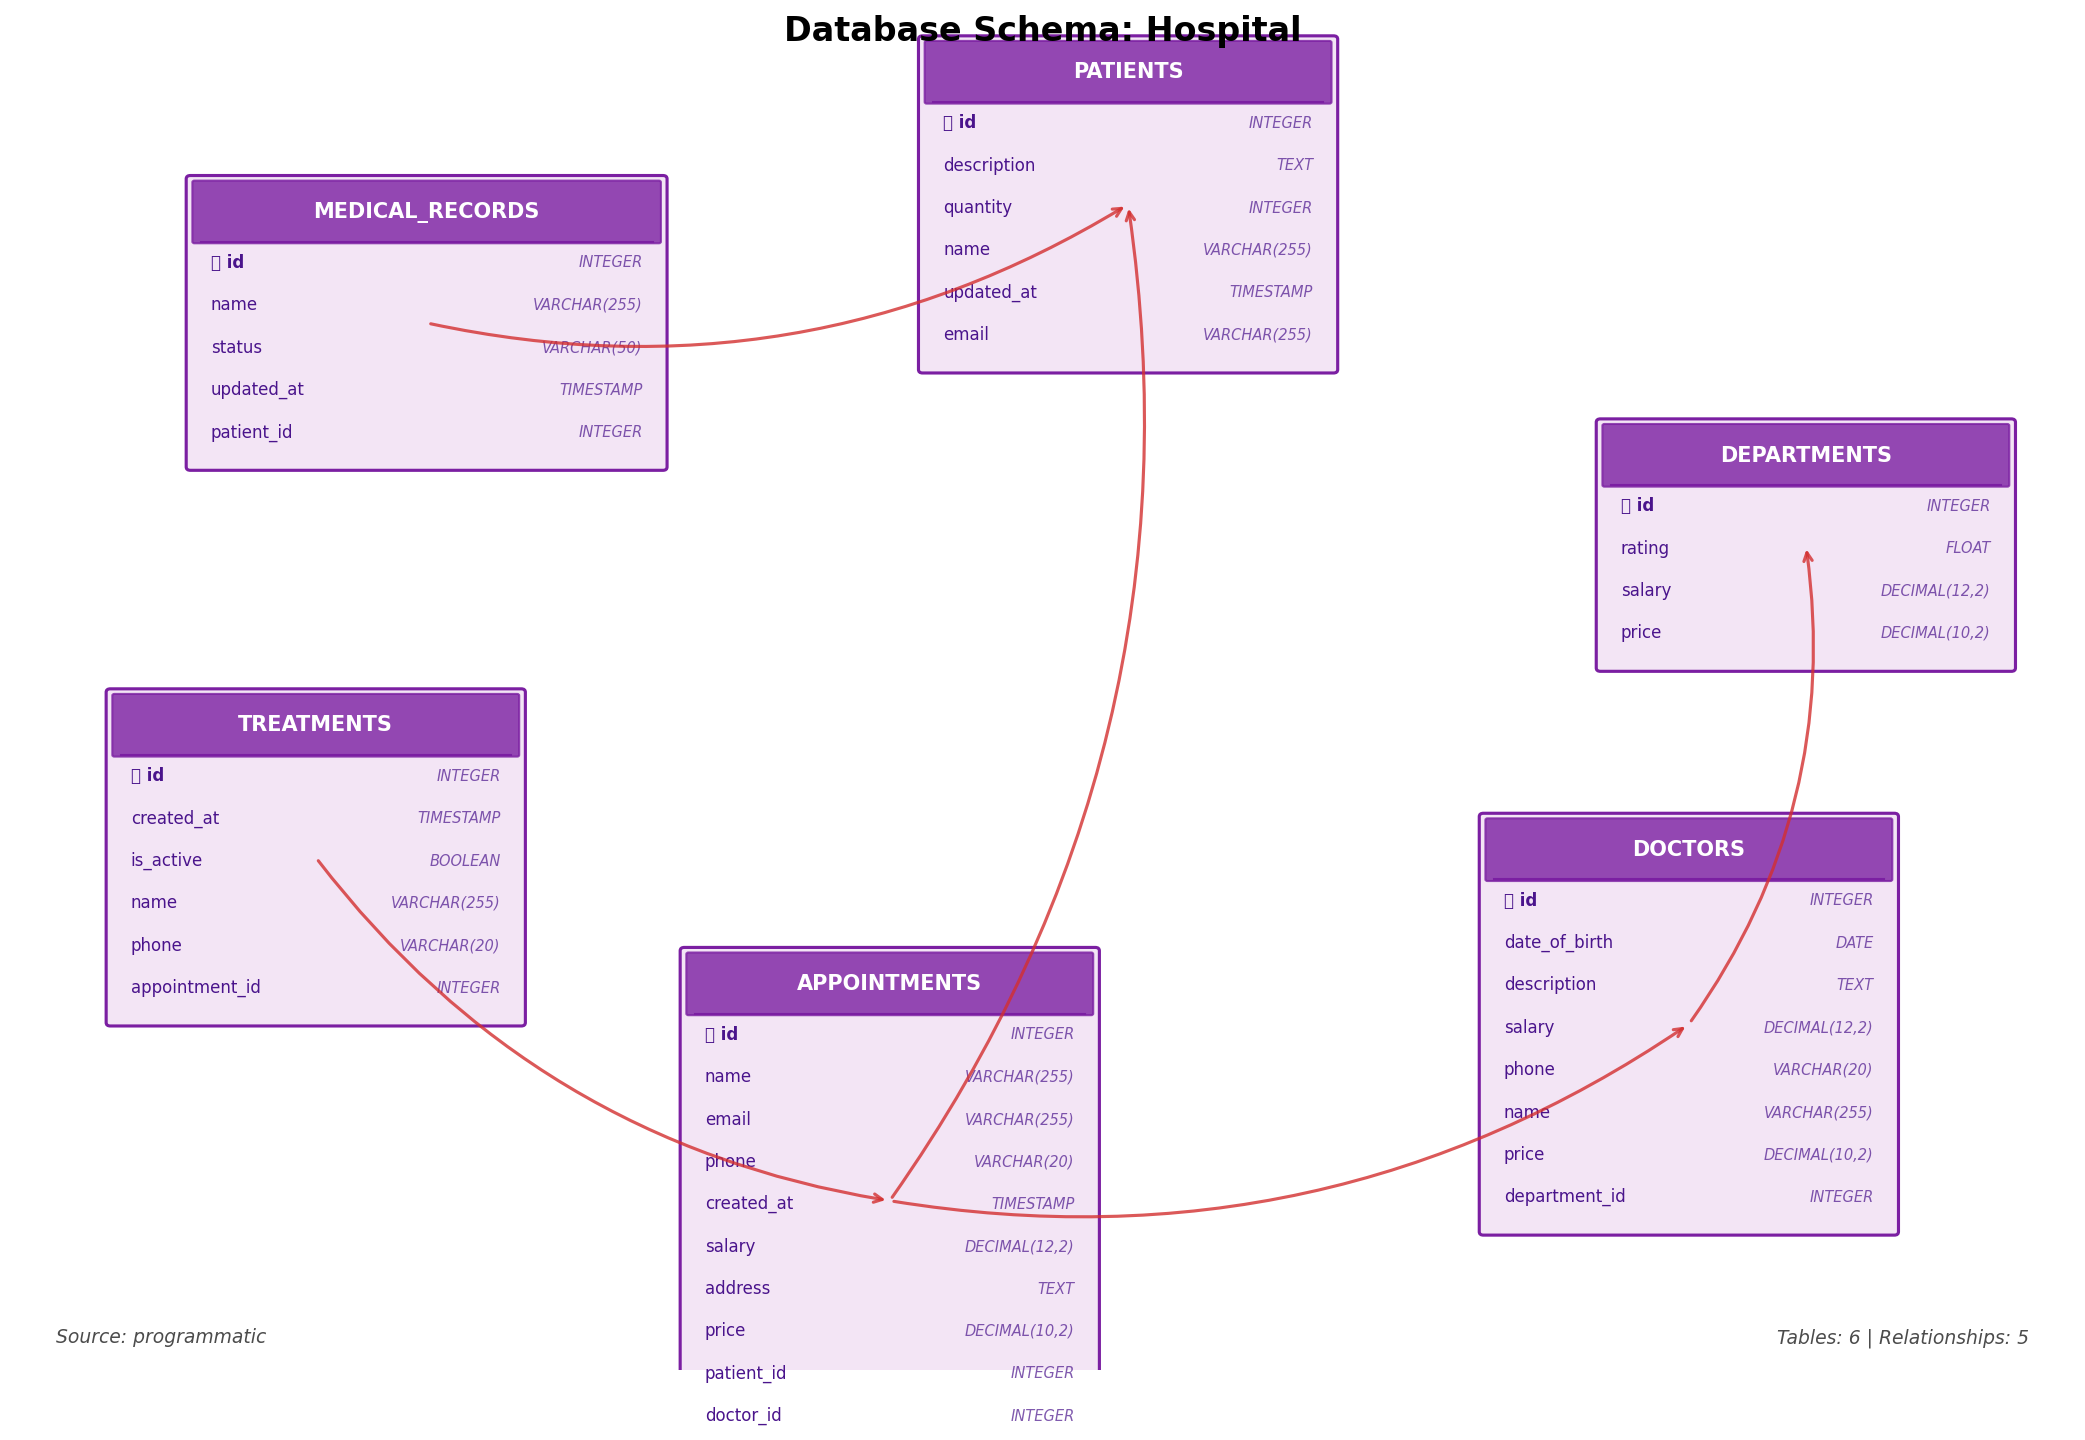 Database Schema: Hospital
PATIENTS
id INTEGER
description TEXT
quantity INTEGER
name VARCHAR(255)
updated_at TIMESTAMP
email VARCHAR(255)
MEDICAL_RECORDS
id INTEGER
name VARCHAR(255)
status VARCHAR(50)
updated_at TIMESTAMP
patient_id INTEGER
DEPARTMENTS
id INTEGER
rating FLOAT
salary DECIMAL(12,2)
price DECIMAL(10,2)
TREATMENTS
id INTEGER
created_at TIMESTAMP
is_active BOOLEAN
name VARCHAR(255)
phone VARCHAR(20)
appointment_id INTEGER
DOCTORS
id INTEGER
date_of_birth DATE
description TEXT
salary DECIMAL(12,2)
phone VARCHAR(20)
name VARCHAR(255)
price DECIMAL(10,2)
department_id INTEGER
APPOINTMENTS
id INTEGER
name VARCHAR(255)
email VARCHAR(255)
phone VARCHAR(20)
created_at TIMESTAMP
salary DECIMAL(12,2)
address TEXT
price DECIMAL(10,2)
patient_id INTEGER
doctor_id INTEGER
Source: programmatic
Tables: 6 | Relationships: 5